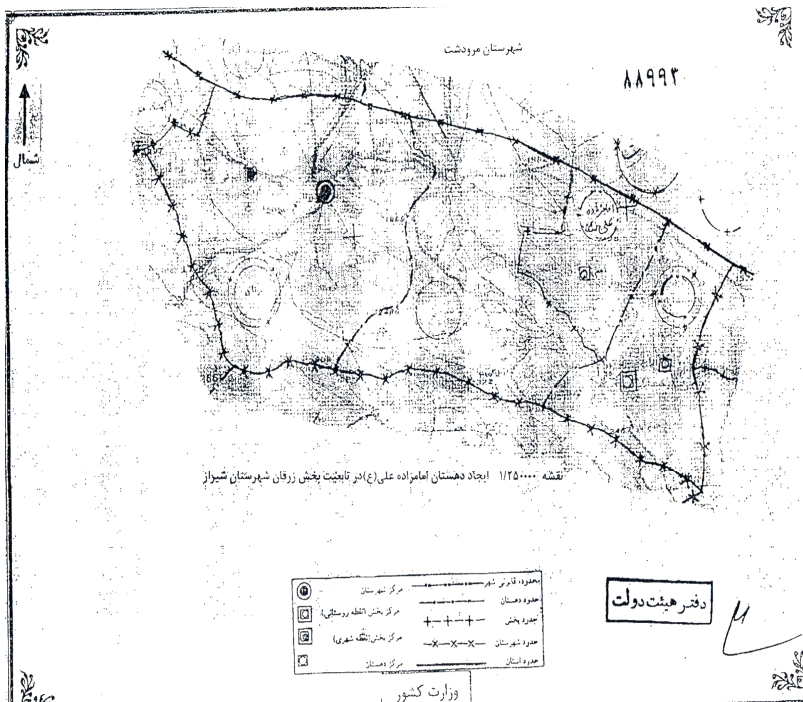 شهرستان مرودشت
۸۸۹۹۳
شمال
امامزاده
علی
نقشه ۱/۲۵۰۰۰۰ ایجاد دهستان امامزاده علی(ع)در تابعیت بخش زرقان شهرستان شیراز
محدوده قانونی شهر
مرکز شهرستان
حدود دهستان
مرکز بخش (نقطه روستائی)
حدود بخش
مرکز بخش(نقطه شهری)
حدود شهرستان
مرکز دهستان
حدود استان
دفتر هیئت دولت
وزارت کشور